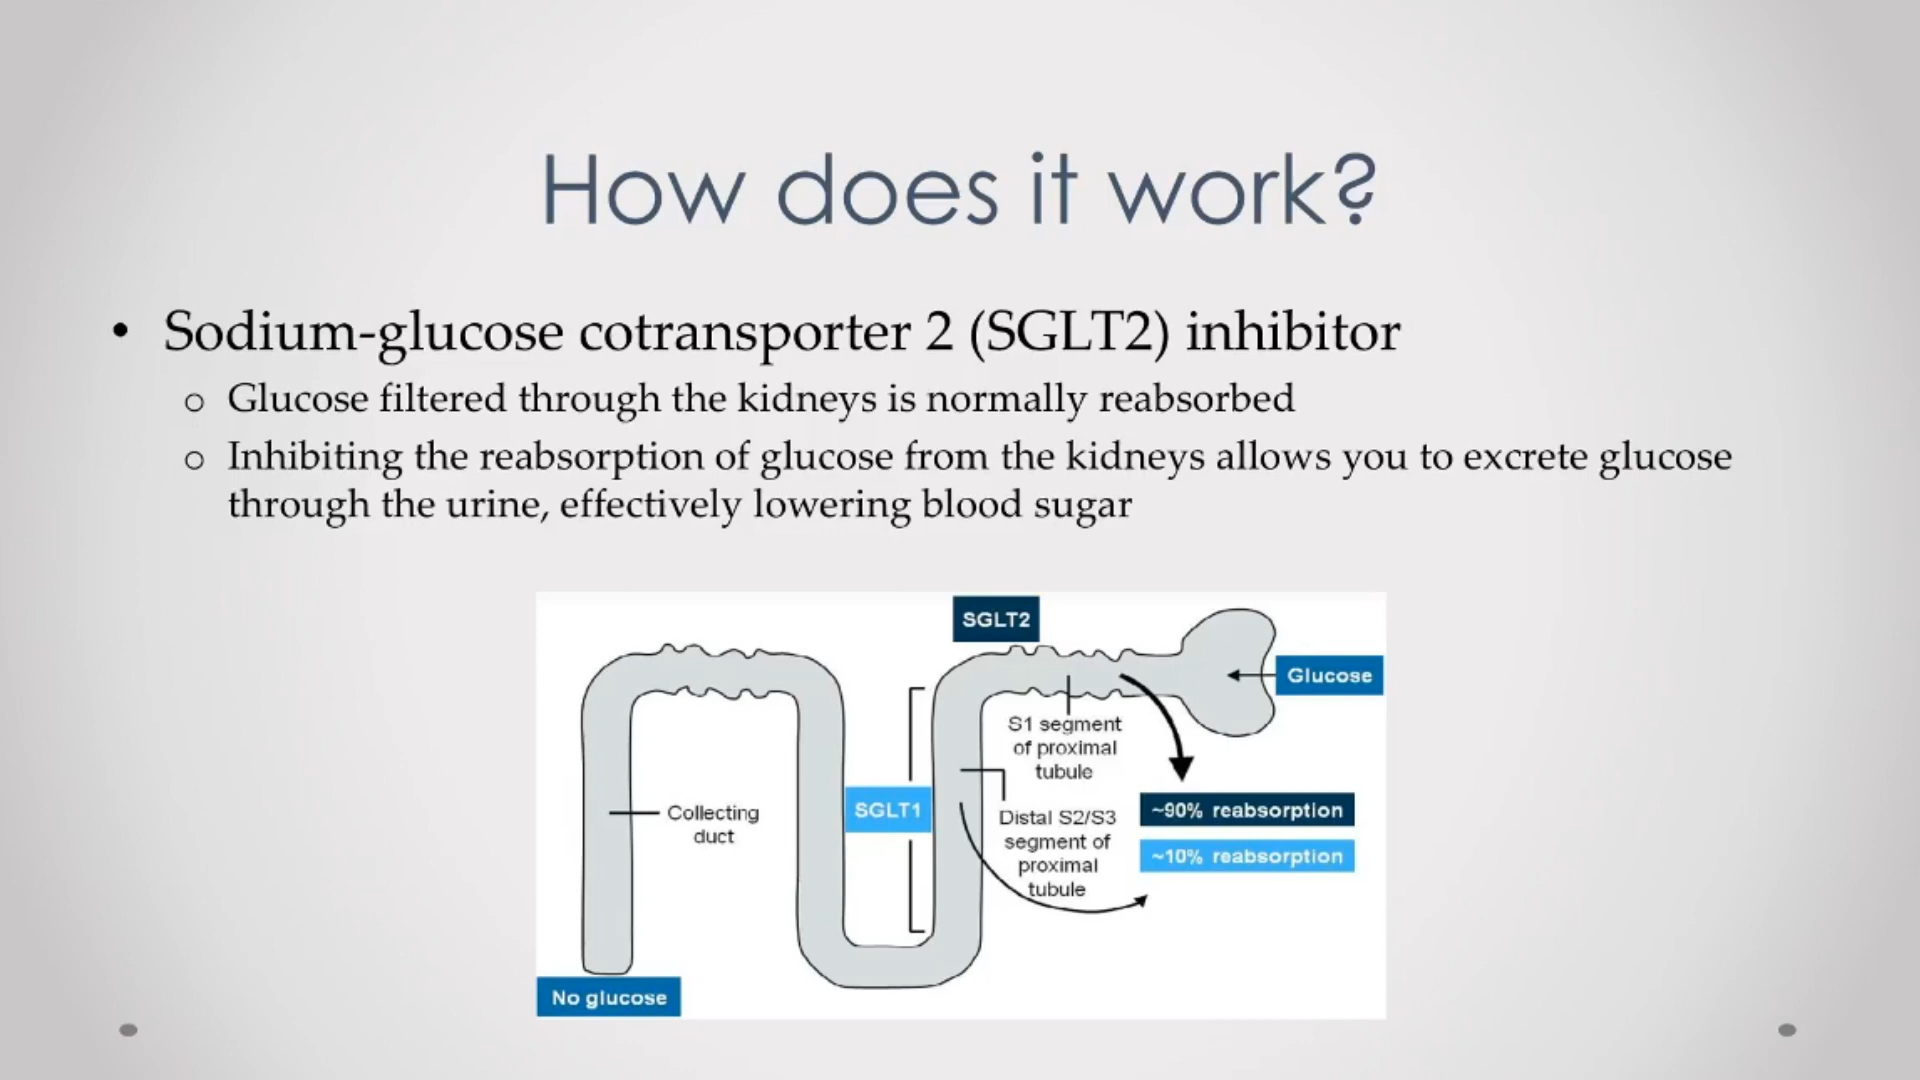 How does it work?
• Sodium-glucose cotransporter 2 (SGLT2) inhibitor
o Glucose filtered through the kidneys is normally reabsorbed
o Inhibiting the reabsorption of glucose from the kidneys allows you to excrete glucose
through the urine, effectively lowering blood sugar
SGLT2
Glucose
S1 segment
of proximal
tubule
SGLT1
Collecting
duct
Distal S2/S3
segment of
proximal
tubule
~90% reabsorption
~10% reabsorption
No glucose